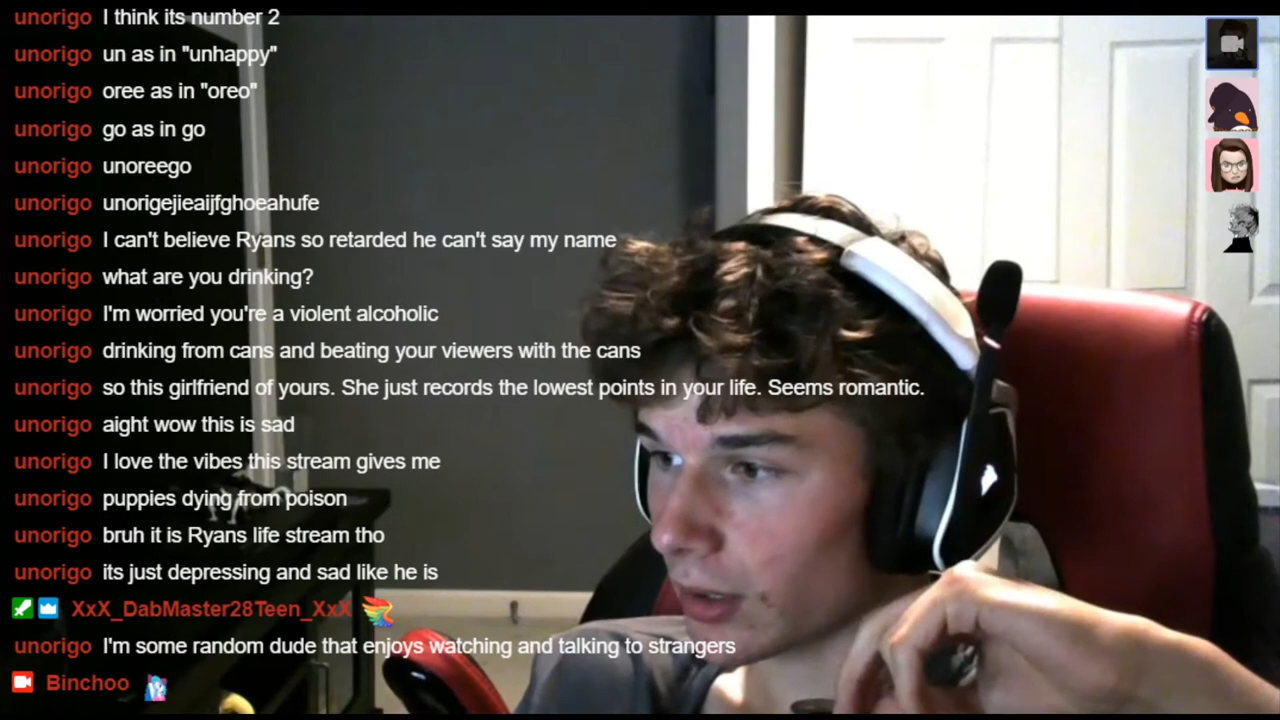 unorigo I think its number 2
unorigo un as in "unhappy"
unorigo oree as in "oreo"
unorigo go as in go
unorigo unoreego
unorigo unorigejieaijfghoeahufe
unorigo I can't believe Ryans so retarded he can't say my name
unorigo what are you drinking?
unorigo I'm worried you're a violent alcoholic
unorigo drinking from cans and beating your viewers with the cans
unorigo so this girlfriend of yours. She just records the lowest points in your life. Seems romantic.
unorigo aight wow this is sad
unorigo I love the vibes this stream gives me
unorigo puppies dying from poison
unorigo bruh it is Ryans life stream tho
unorigo its just depressing and sad like he is
XxX_DabMaster28Teen_XxX
unorigo I'm some random dude that enjoys watching and talking to strangers
Binchoo